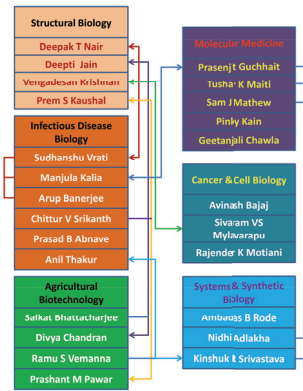 Structural Biology
Deepak T Nair
Deepti Jain
Vengadesan Krishnan
Prem S Kaushal
Infectious Disease
Biology
Sudhanshu Vrati
Manjula Kalia
Arup Banerjee
Chittur V Srikanth
Prasad B Abnave
Anil Thakur
Agricultural
Biotechnology
Saikat Bhattacharjee
Divya Chandran
Ramu S Vemanna
Prashant M Pawar
Molecular Medicine
Prasenjit Guchhait
Tushar K Maiti
Sam J Mathew
Pinky Kain
Geetanjali Chawla
Cancer & Cell Biology
Avinash Bajaj
Sivaram VS
Mylavarapu
Rajender K Motiani
Systems & Synthetic
Biology
Ambadas B Rode
Nidhi Adlakha
Kinshuk R Srivastava